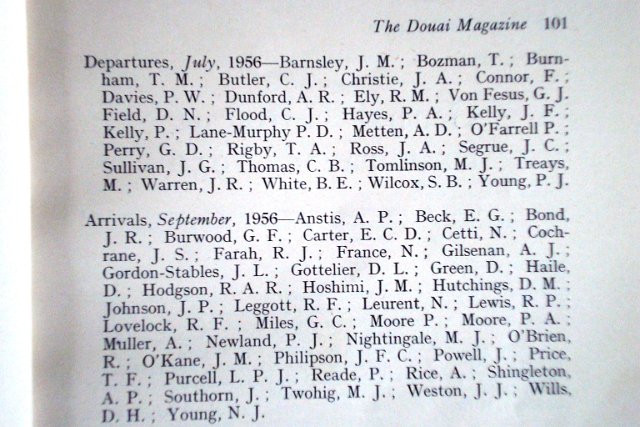 The Douai Magazine 101
Departures, July, 1956—Barnsley, J. M. ; Bozman, T. ; Burn-
ham, T. M. ; Butler, C. J. ; Christie, J. A. ; Connor, F. ;
Davies, P. W. ; Dunford, A. R. ; Ely, R. M. ; Von Fesus, G. J.
Field, D. N. ; Flood, C. J. ; Hayes, P. A. ; Kelly, J. F. ;
Kelly, P. ; Lane-Murphy P. D. ; Metten, A. D. ; O'Farrell P. ;
Perry, G. D. ; Rigby, T. A. ; Ross, J. A. ; Segrue, J. C. ;
Sullivan, J. G. ; Thomas, C. B. ; Tomlinson, M. J. ; Treays,
M. ; Warren, J. R. ; White, B. E. ; Wilcox, S. B. ; Young, P. J.
Arrivals, September, 1956—Anstis, A. P. ; Beck, E. G. ; Bond,
J. R. ; Burwood, G. F. ; Carter, E. C. D. ; Cetti, N. ; Coch-
rane, J. S. ; Farah, R. J. ; France, N. ; Gilsenan, A. J. ;
Gordon-Stables, J. L. ; Gottelier, D. L. ; Green, D. ; Haile,
D. ; Hodgson, R. A. R. ; Hoshimi, J. M. ; Hutchings, D. M. ;
Johnson, J. P. ; Leggott, R. F. ; Leurent, N. ; Lewis, R. P. ;
Lovelock, R. F. ; Miles, G. C. ; Moore P. ; Moore, P. A. ;
Muller, A. ; Newland, P. J. ; Nightingale, M. J. ; O'Brien,
R. ; O'Kane, J. M. ; Philipson, J. F. C. ; Powell, J. ; Price,
T. F. ; Purcell, L. P. J. ; Reade, P. ; Rice, A. ; Shingleton,
A. P. ; Southorn, J. ; Twohig, M. J. ; Weston, J. J. ; Wills,
D. H. ; Young, N. J.